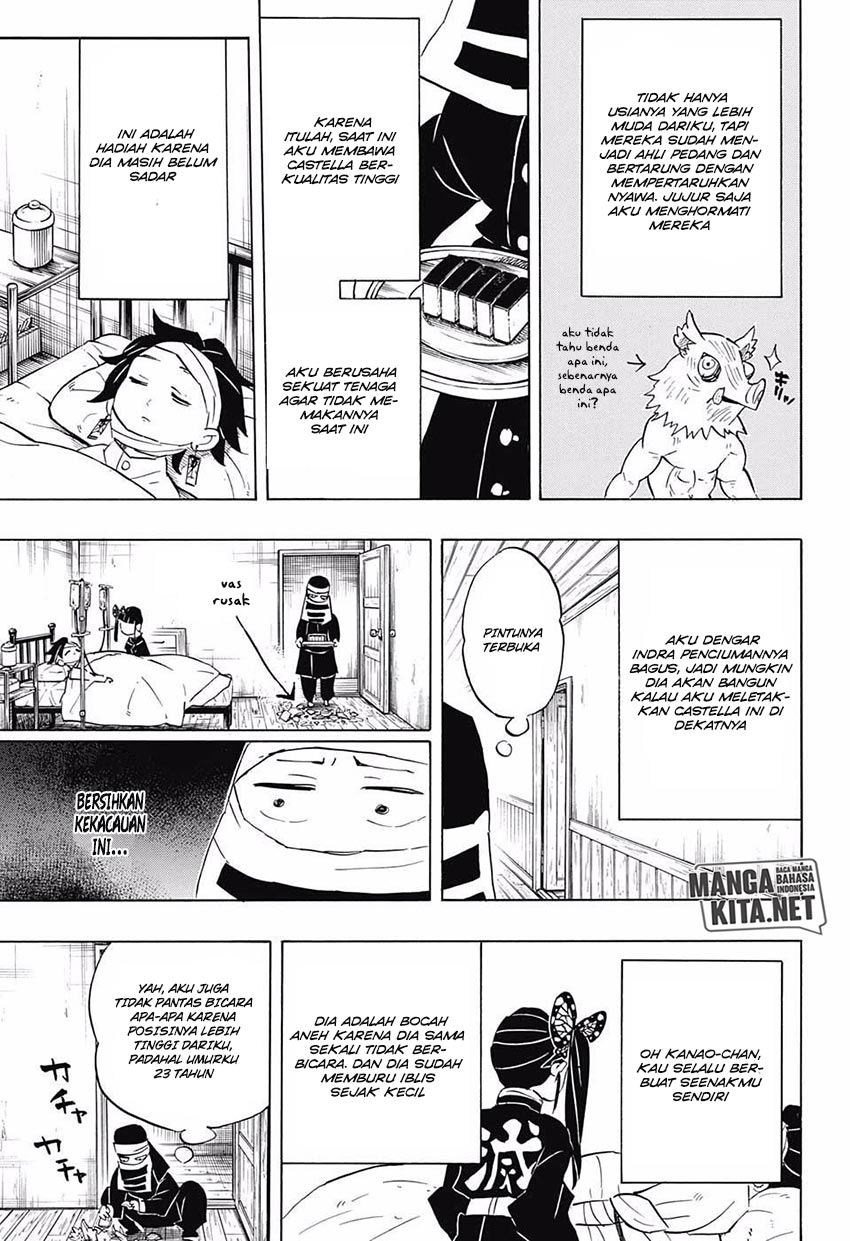 TIDAK HANYA
USIANYA YANG LEBIH
MUDA DARIKU, TAPI
MEREKA SUDAH MEN-
JADI AHLI PEDANG DAN
BERTARUNG DENGAN
MEMPERTARUHKAN
NYAWA. JUJUR SAJA
AKU MENGHORMATI
MEREKA
aku tidak
tahu benda
apa ini,
sebenarnya
benda apa
ini?
KARENA
ITULAH, SAAT INI
AKU MEMBAWA
CASTELLA BER-
KUALITAS TINGGI
AKU BERUSAHA
SEKUAT TENAGA
AGAR TIDAK ME-
MAKANNYA
SAAT INI
INI ADALAH
HADIAH KARENA
DIA MASIH BELUM
SADAR
AKU DENGAR
INDRA PENCIUMANNYA
BAGUS, JADI MUNGKIN
DIA AKAN BANGUN
KALAU AKU MELETAK-
KAN CASTELLA INI DI
DEKATNYA
PINTUNYA
TERBUKA
vas
rusak
BERSIHKAN
KEKACAUAN
INI...
MANGA
KITA.NET
BACA MANGA
BAHASA
INDONESIA
OH KANAO-CHAN,
KAU SELALU BER-
BUAT SEENAKMU
SENDIRI
滅
DIA ADALAH BOCAH
ANEH KARENA DIA SAMA
SEKALI TIDAK BER-
BICARA. DAN DIA SUDAH
MEMBURU IBLIS
SEJAK KECIL
YAH, AKU JUGA
TIDAK PANTAS BICARA
APA-APA KARENA
POSISINYA LEBIH
TINGGI DARIKU,
PADAHAL UMURKU
23 TAHUN
カチャ
カチャ